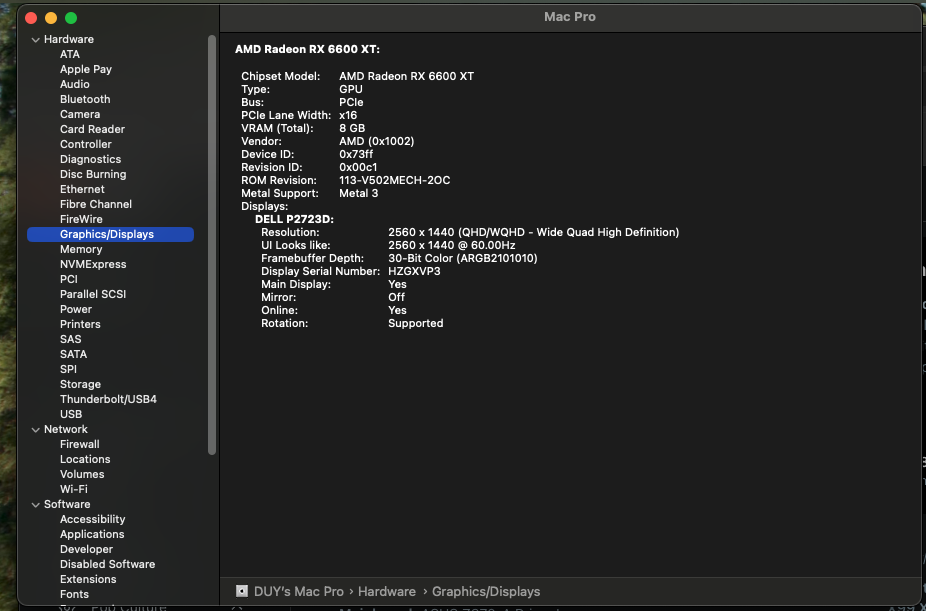 Mac Pro
Hardware
ATA
Apple Pay
Audio
Bluetooth
Camera
Card Reader
Controller
Diagnostics
Disc Burning
Ethernet
Fibre Channel
FireWire
Graphics/Displays
Memory
NVMExpress
PCI
Parallel SCSI
Power
Printers
SAS
SATA
SPI
Storage
Thunderbolt/USB4
USB
Network
Firewall
Locations
Volumes
Wi-Fi
Software
Accessibility
Applications
Developer
Disabled Software
Extensions
Fonts
AMD Radeon RX 6600 XT:
Chipset Model: AMD Radeon RX 6600 XT
Type: GPU
Bus: PCIe
PCIe Lane Width: x16
VRAM (Total): 8 GB
Vendor: AMD (0x1002)
Device ID: 0x73ff
Revision ID: 0x00c1
ROM Revision: 113-V502MECH-2OC
Metal Support: Metal 3
Displays:
DELL P2723D:
Resolution: 2560 x 1440 (QHD/WQHD - Wide Quad High Definition)
UI Looks like: 2560 x 1440 @ 60.00Hz
Framebuffer Depth: 30-Bit Color (ARGB2101010)
Display Serial Number: HZGXVP3
Main Display: Yes
Mirror: Off
Online: Yes
Rotation: Supported
DUY's Mac Pro › Hardware › Graphics/Displays